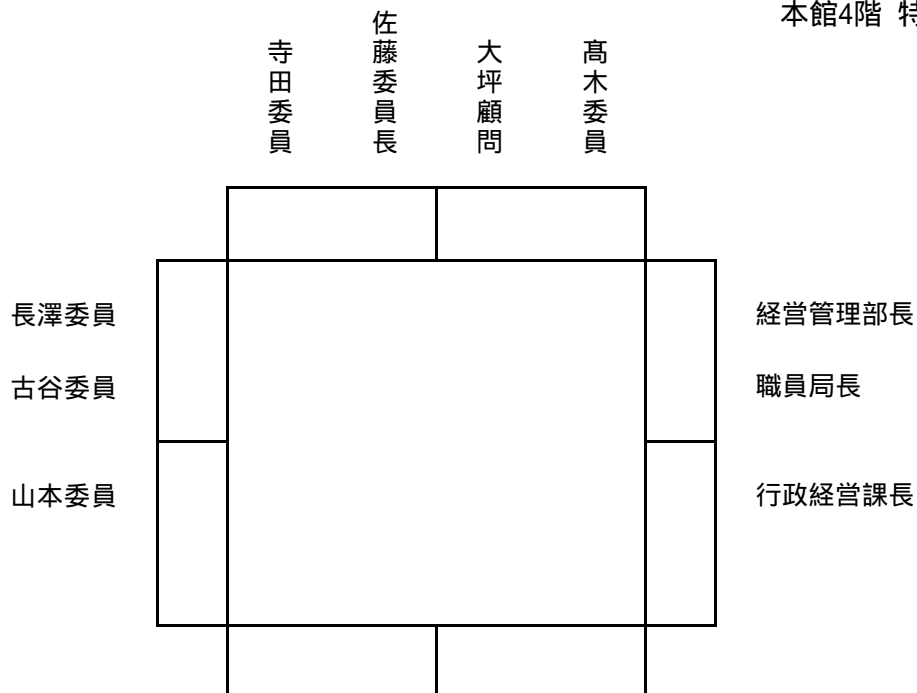 本館4階 特
寺田委員
佐藤委員長
大坪顧問
髙木委員
長澤委員
古谷委員
山本委員
経営管理部長
職員局長
行政経営課長